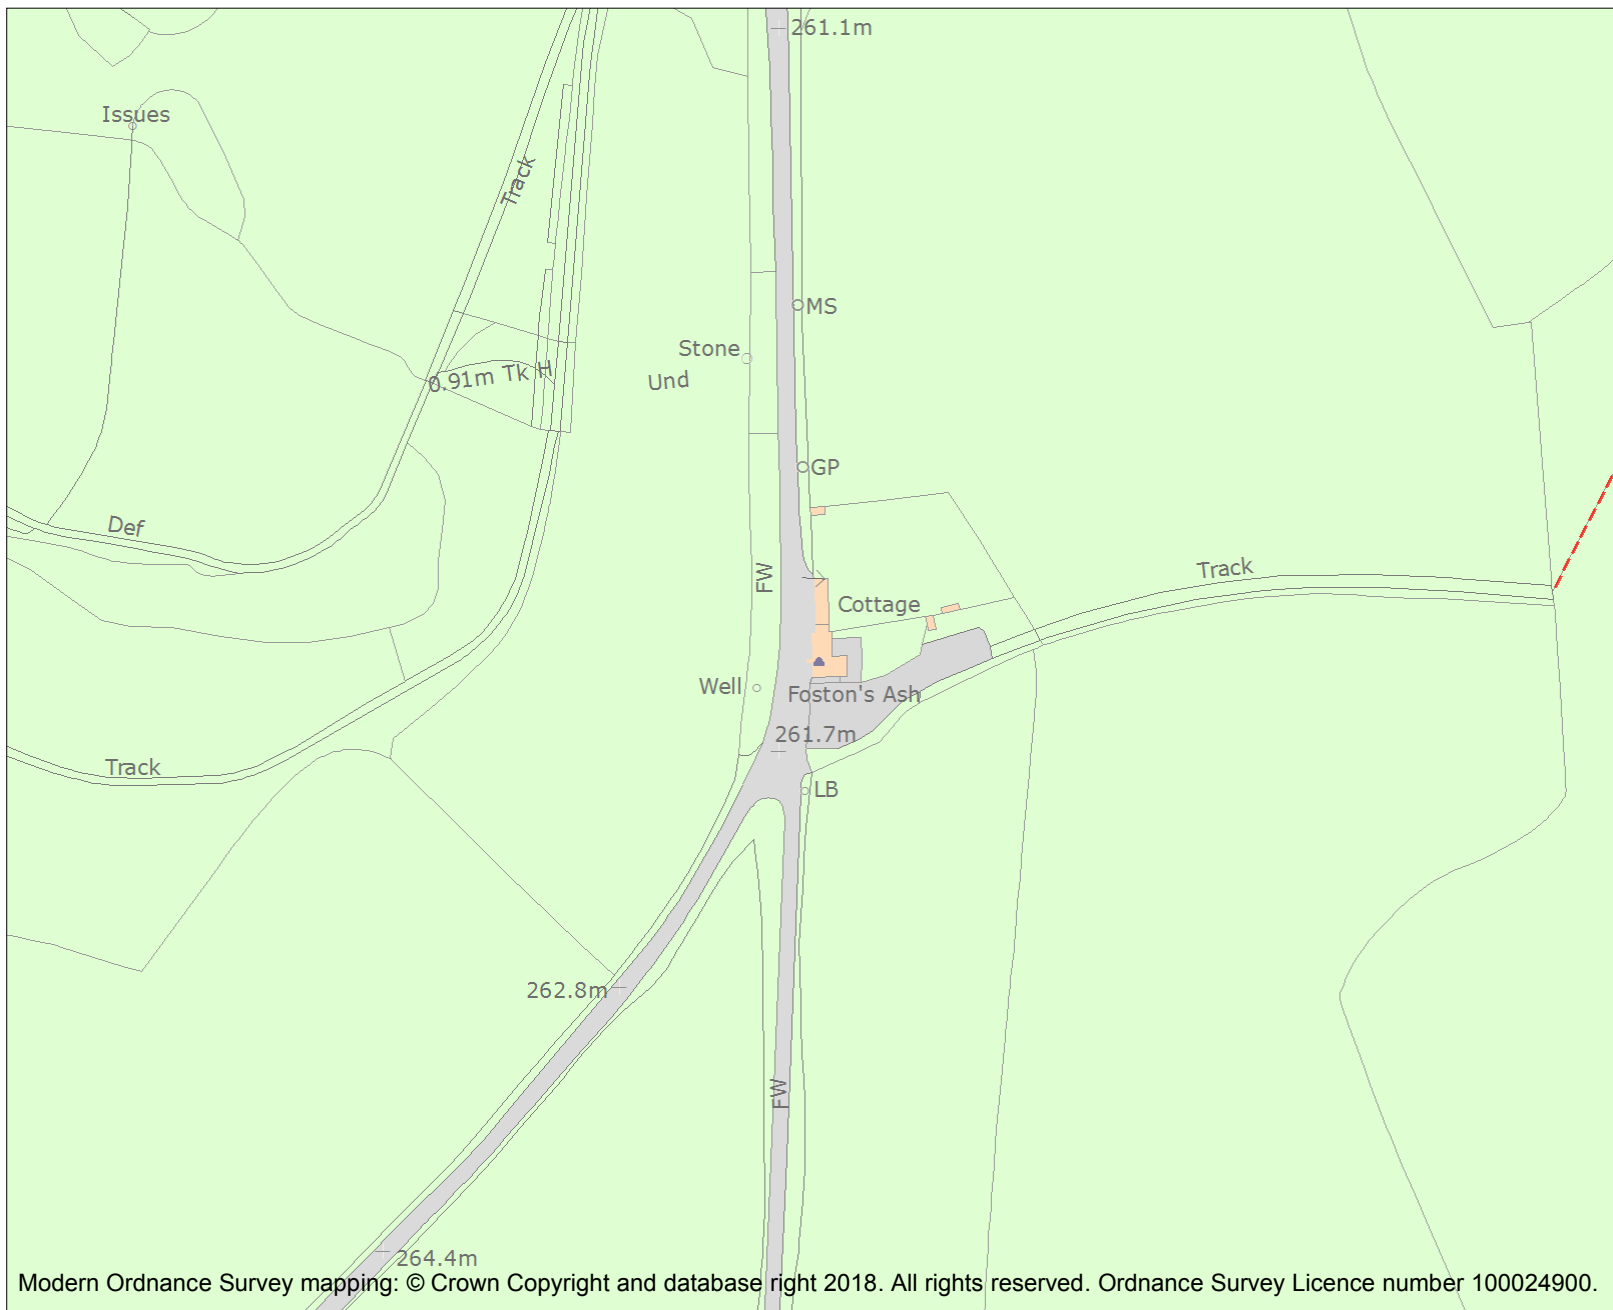 261.1m
Issues
Track
MS
Stone
Und
0.91m Tk H
GP
Def
FW
Track
Cottage
Well
Foston's Ash
261.7m
Track
LB
262.8m
FW
264.4m
Modern Ordnance Survey mapping: © Crown Copyright and database right 2018. All rights reserved. Ordnance Survey Licence number 100024900.